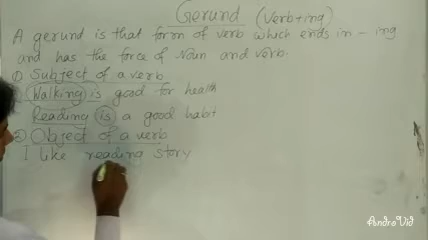 Gerund (Verb+ing)
A gerund is that form of verb which ends in - ing
and has the force of Noun and verb.
① Subject of a verb
Walking is good for health
Reading is a good habit
② Object of a verb
I like reading story
AndroVid